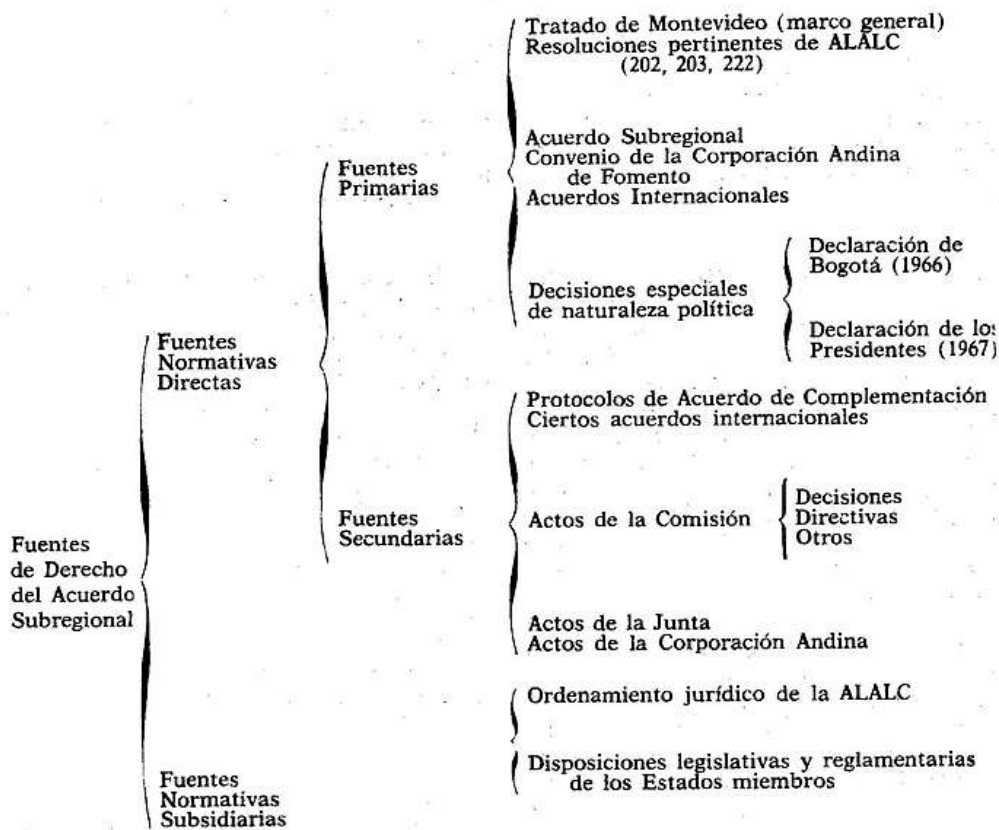 Fuentes
de Derecho
del Acuerdo
Subregional
Fuentes
Normativas
Directas
Fuentes
Primarias
Tratado de Montevideo (marco general)
Resoluciones pertinentes de ALALC
(202, 203, 222)
Acuerdo Subregional
Convenio de la Corporación Andina
de Fomento
Acuerdos Internacionales
Decisiones especiales
de naturaleza política
Declaración de
Bogotá (1966)
Declaración de los
Presidentes (1967)
Fuentes
Secundarias
Protocolos de Acuerdo de Complementación
Ciertos acuerdos internacionales
Actos de la Comisión
Decisiones
Directivas
Otros
Actos de la Junta
Actos de la Corporación Andina
Fuentes
Normativas
Subsidiarias
Ordenamiento jurídico de la ALALC
Disposiciones legislativas y reglamentarias
de los Estados miembros